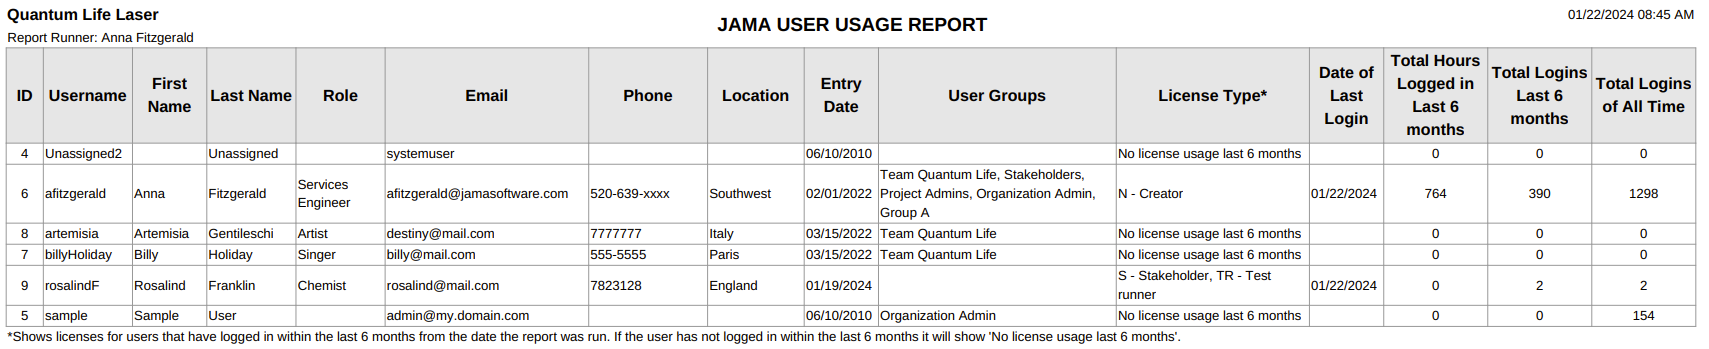 Quantum Life Laser
JAMA USER USAGE REPORT
01/22/2024 08:45 AM
Report Runner: Anna Fitzgerald
ID Username First Name Last Name Role Email Phone Location Entry Date User Groups License Type* Date of Last Login Total Hours Logged in Last 6 months Total Logins Last 6 months Total Logins of All Time
4 Unassigned2 Unassigned systemuser 06/10/2010 No license usage last 6 months 0 0 0
6 afitzgerald Anna Fitzgerald Services Engineer afitzgerald@jamasoftware.com 520-639-xxxx Southwest 02/01/2022 Team Quantum Life, Stakeholders, Project Admins, Organization Admin, Group A N - Creator 01/22/2024 764 390 1298
8 artemisia Artemisia Gentileschi Artist destiny@mail.com 7777777 Italy 03/15/2022 Team Quantum Life No license usage last 6 months 0 0 0
7 billyHoliday Billy Holiday Singer billy@mail.com 555-5555 Paris 03/15/2022 Team Quantum Life No license usage last 6 months 0 0 0
9 rosalindF Rosalind Franklin Chemist rosalind@mail.com 7823128 England 01/19/2024 S - Stakeholder, TR - Test runner 01/22/2024 0 2 2
5 sample Sample User admin@my.domain.com 06/10/2010 Organization Admin No license usage last 6 months 0 0 154
*Shows licenses for users that have logged in within the last 6 months from the date the report was run. If the user has not logged in within the last 6 months it will show 'No license usage last 6 months'.